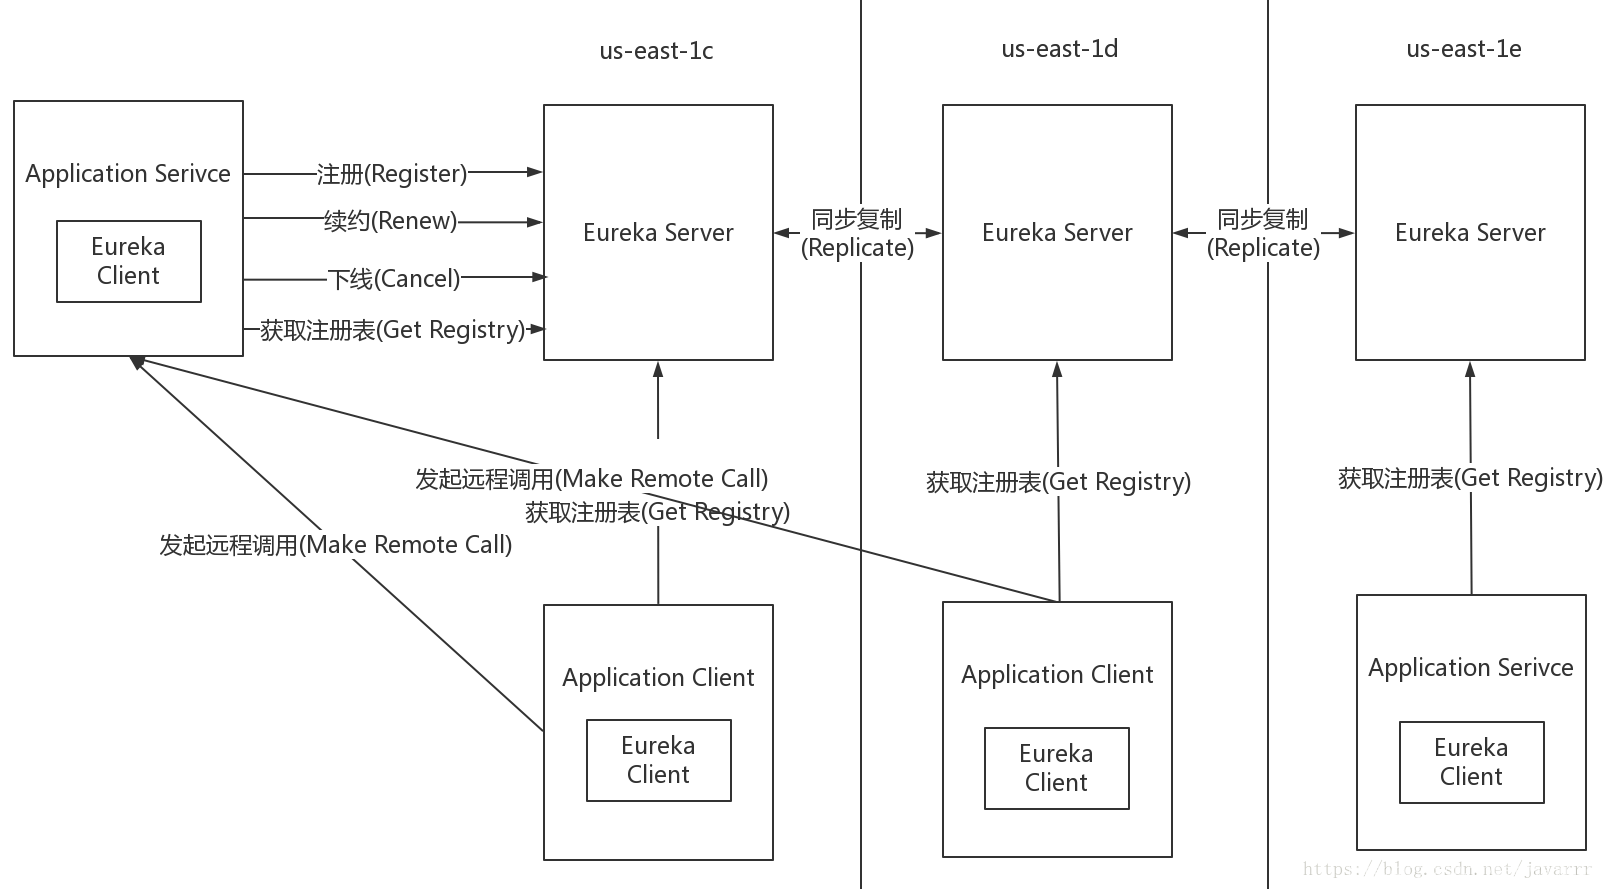 us-east-1c
us-east-1d
us-east-1e
Application Serivce
Eureka
Client
注册(Register)
续约(Renew)
下线(Cancel)
获取注册表(Get Registry)
Eureka Server
同步复制
(Replicate)
Eureka Server
同步复制
(Replicate)
Eureka Server
发起远程调用(Make Remote Call)
获取注册表(Get Registry)
发起远程调用(Make Remote Call)
获取注册表(Get Registry)
获取注册表(Get Registry)
Application Client
Eureka
Client
Application Client
Eureka
Client
Application Serivce
Eureka
Client
https://blog.csdn.net/javarrr